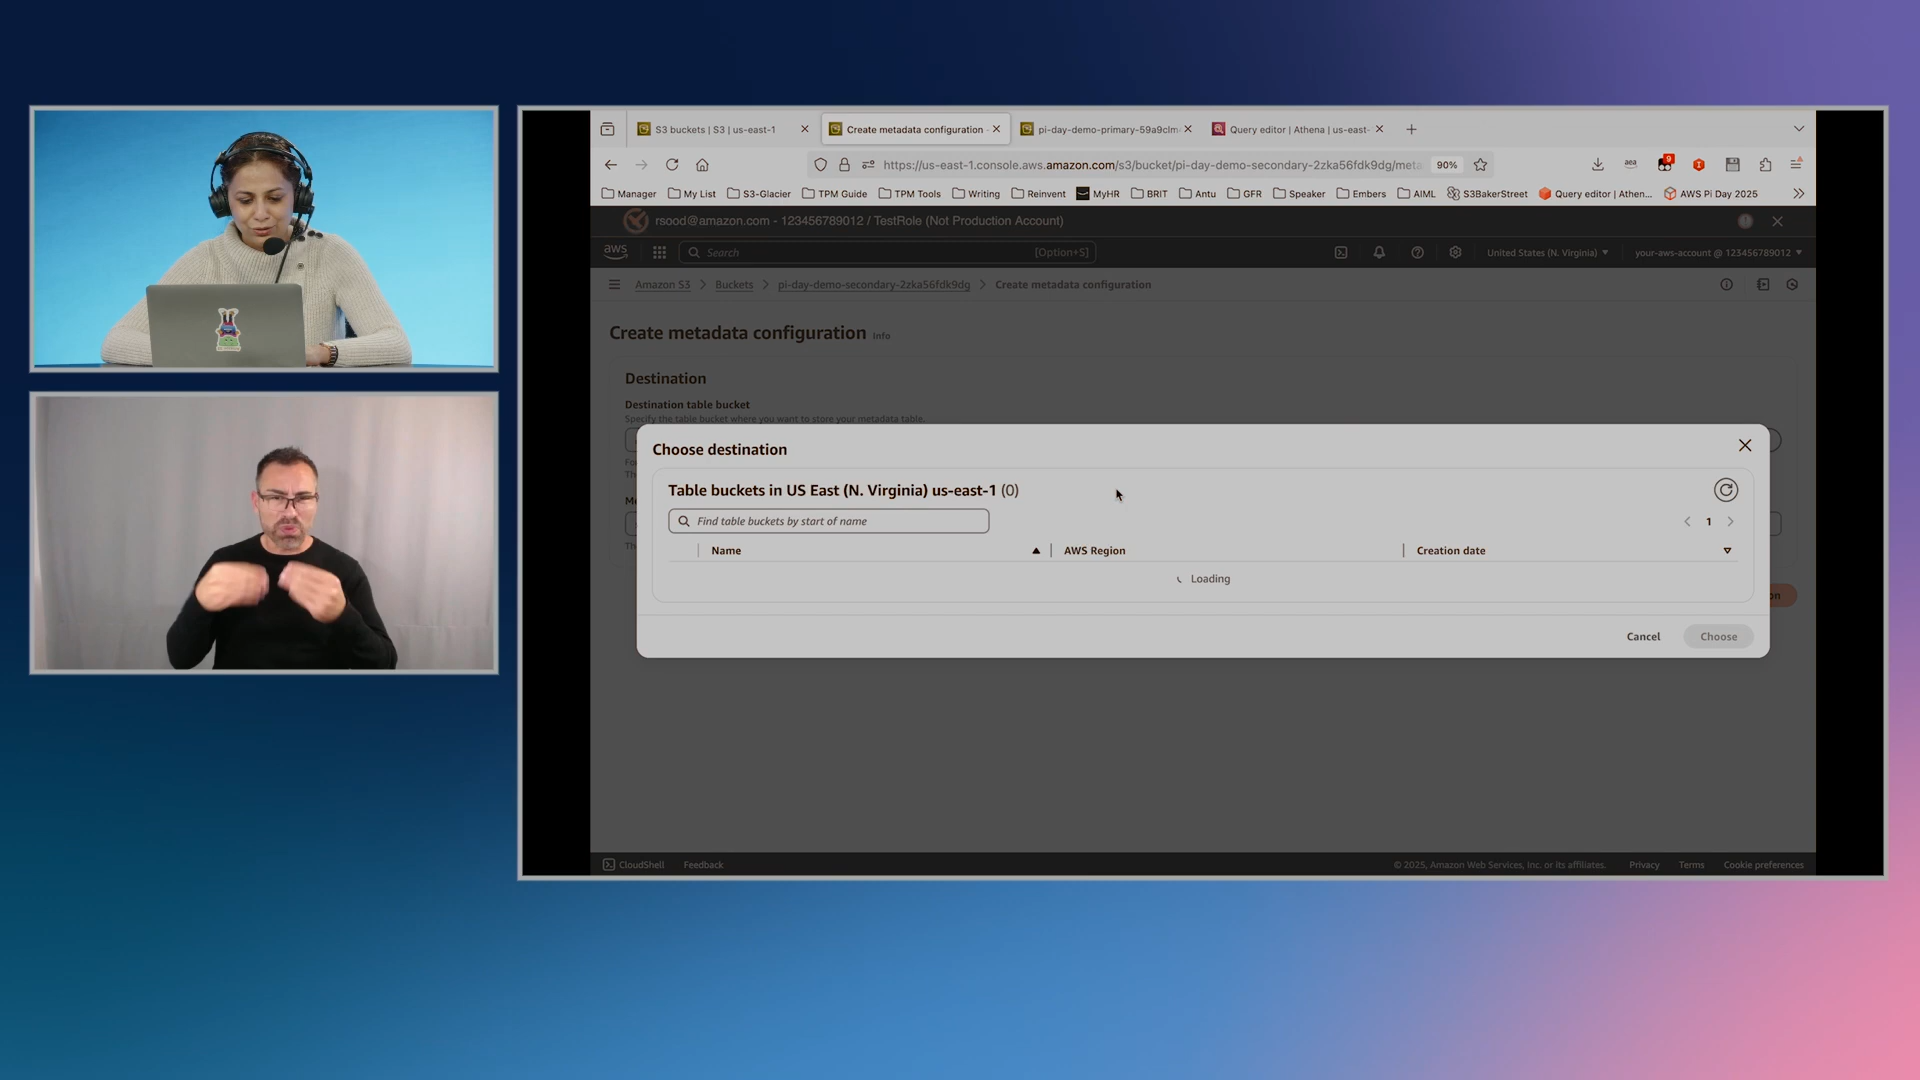 S3 buckets | S3 | us-east-1
Create metadata configuration -
pi-day-demo-primary-59a9clm
Query editor | Athena | us-east-
https://us-east-1.console.aws.amazon.com/s3/bucket/pi-day-demo-secondary-2zka56fdk9dg/meta
90%
aea
9
Manager
My List
S3-Glacier
TPM Guide
TPM Tools
Writing
Reinvent
MyHR
BRIT
Antu
GFR
Speaker
Embers
AIML
S3BakerStreet
Query editor | Athen...
AWS Pi Day 2025
rsood@amazon.com - 123456789012 / TestRole (Not Production Account)
aws
Search
[Option+S]
United States (N. Virginia)
your-aws-account @ 123456789012
Amazon S3
Buckets
pi-day-demo-secondary-2zka56fdk9dg
Create metadata configuration
Create metadata configuration Info
Destination
Destination table bucket
Specify the table bucket where you want to store your metadata table.
Choose destination
Table buckets in US East (N. Virginia) us-east-1 (0)
Find table buckets by start of name
1
Name
AWS Region
Creation date
Loading
Cancel
Choose
CloudShell
Feedback
© 2025, Amazon Web Services, Inc. or its affiliates.
Privacy
Terms
Cookie preferences